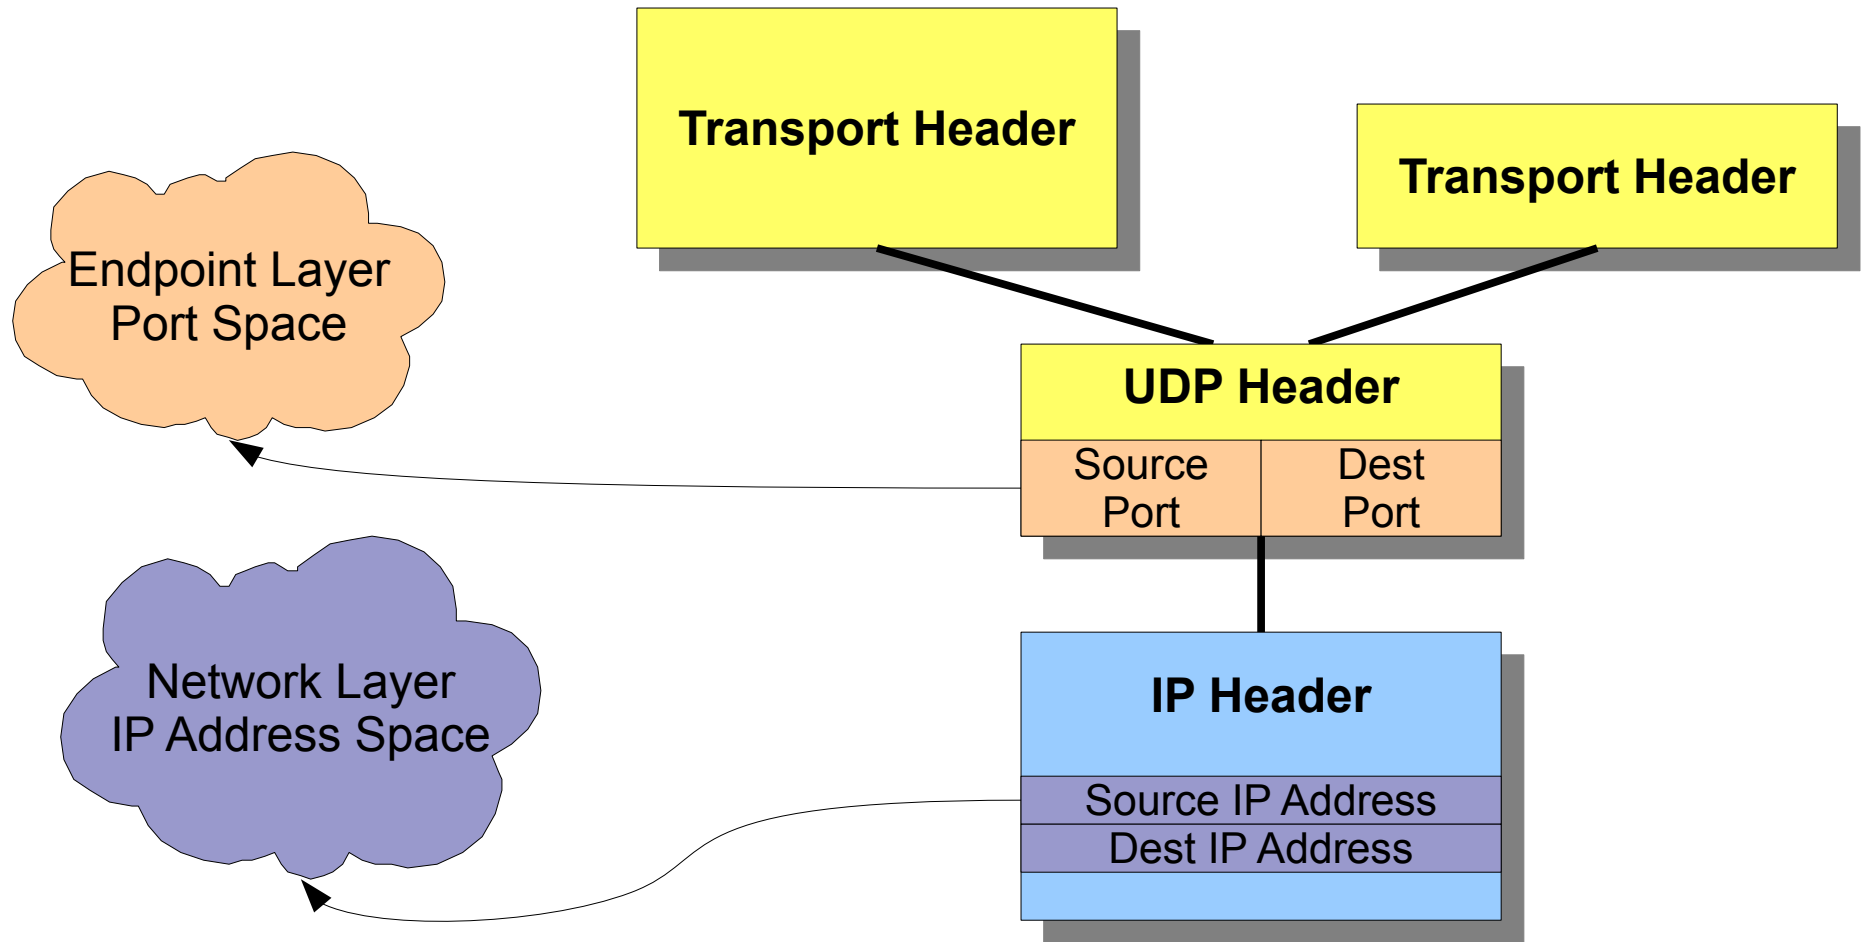 Transport Header
Transport Header
Endpoint Layer
Port Space
UDP Header
Source
Port
Dest
Port
Network Layer
IP Address Space
IP Header
Source IP Address
Dest IP Address